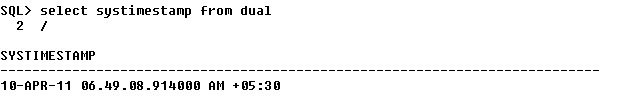 SQL> select systimestamp from dual
  2  /
SYSTIMESTAMP
---------------------------------------------------------------------------
10-APR-11 06.49.08.914000 AM +05:30